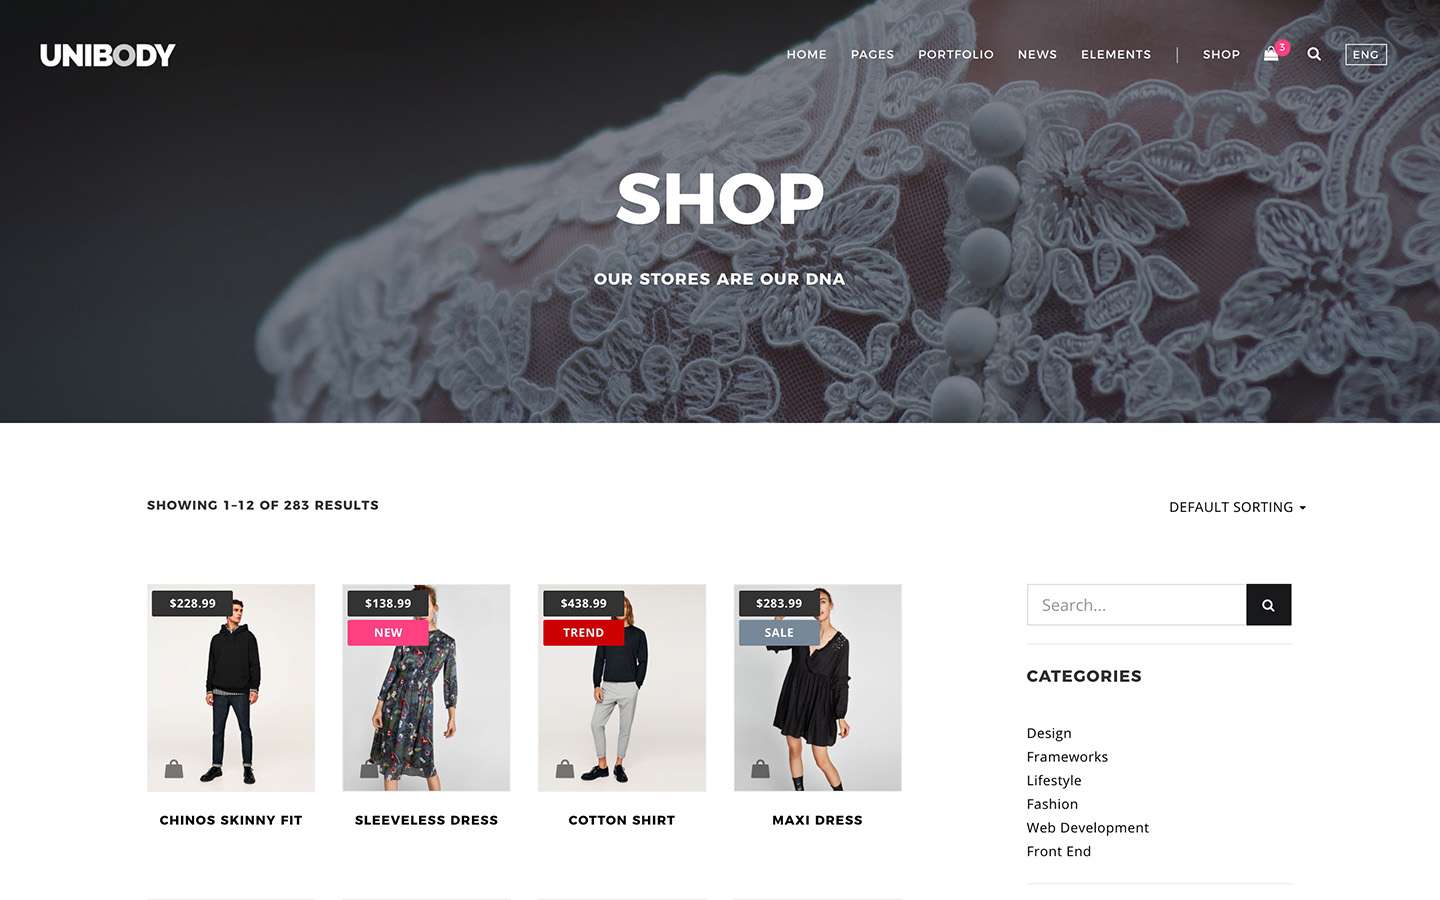 UNIBODY
HOME PAGES PORTFOLIO NEWS ELEMENTS | SHOP 3 ENG
SHOP
OUR STORES ARE OUR DNA
SHOWING 1–12 OF 283 RESULTS
DEFAULT SORTING
$228.99
$138.99
NEW
$438.99
TREND
$283.99
SALE
CHINOS SKINNY FIT
SLEEVELESS DRESS
COTTON SHIRT
MAXI DRESS
Search...
CATEGORIES
Design
Frameworks
Lifestyle
Fashion
Web Development
Front End